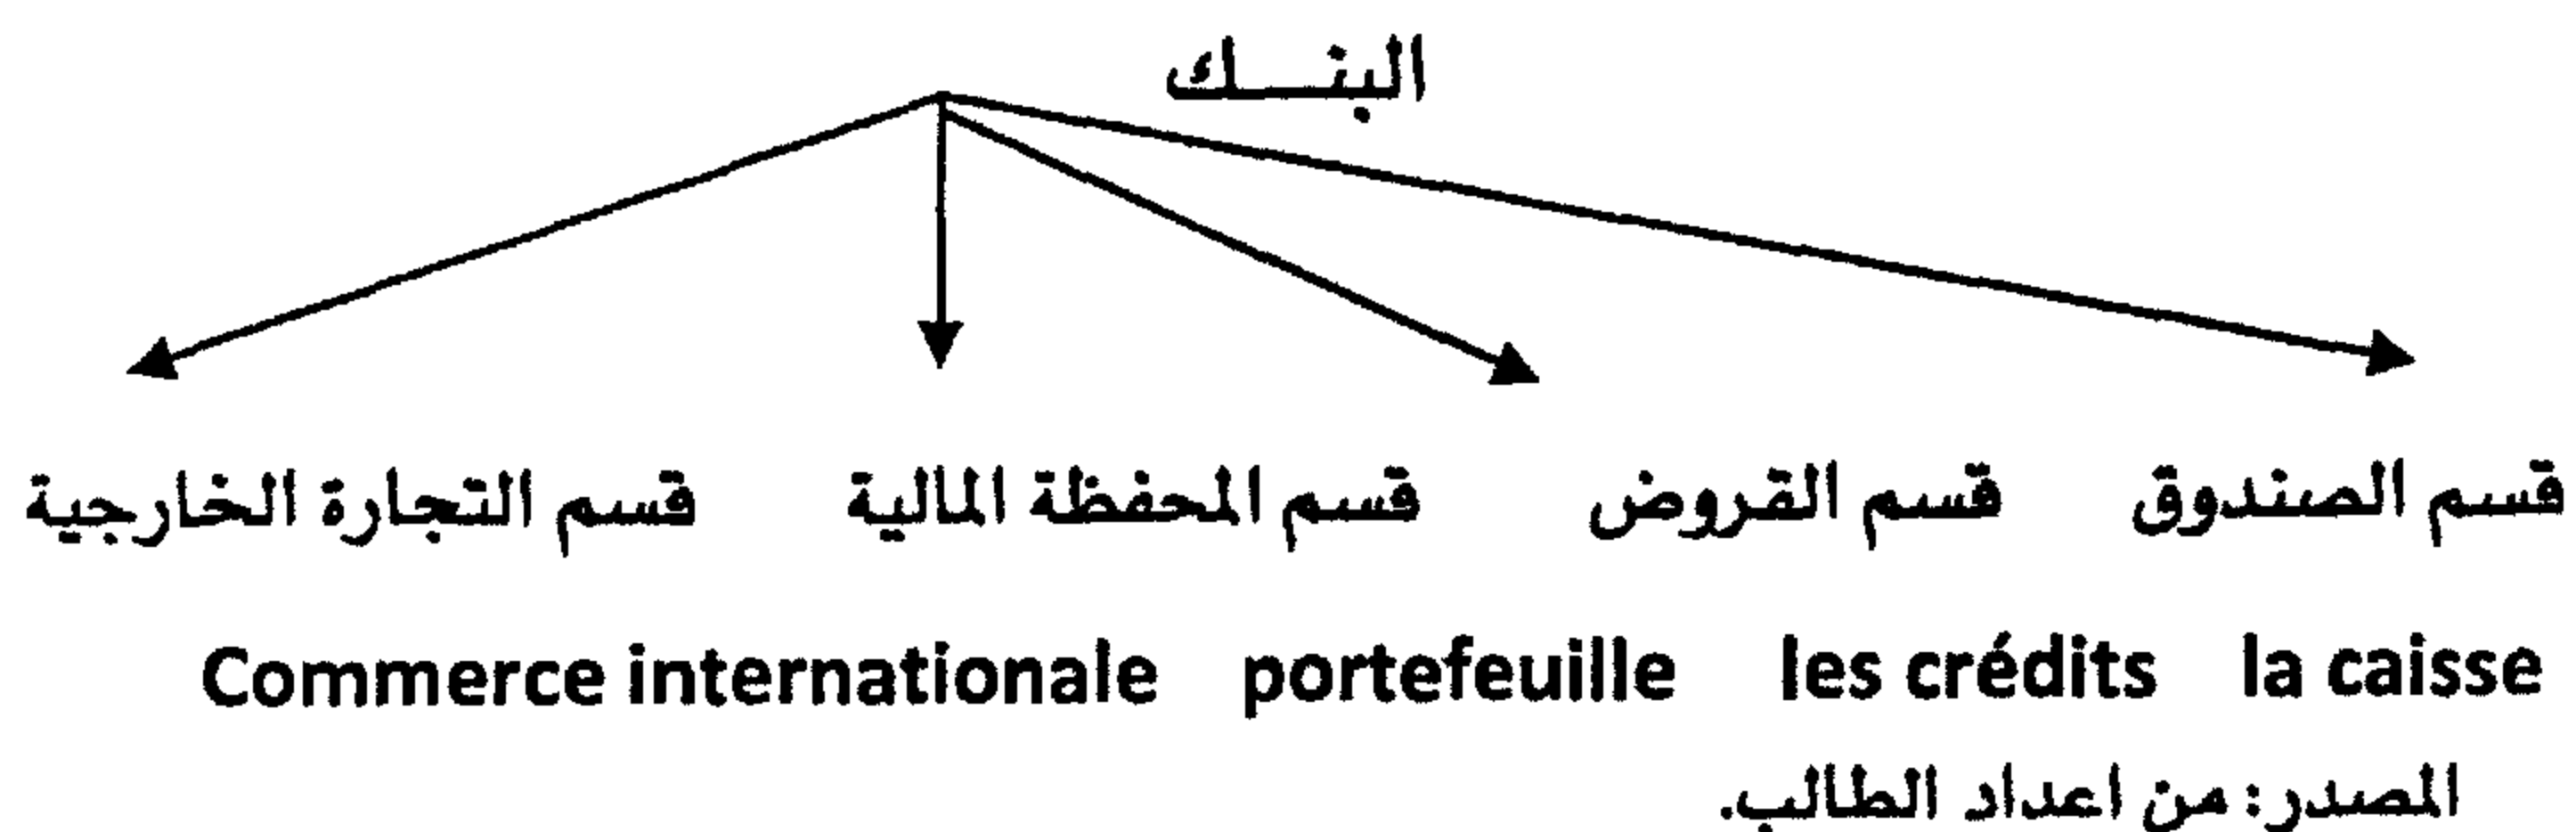 البنــك
قسم الصندوق قسم القروض قسم المحفظة المالية قسم التجارة الخارجية
Commerce internationale portefeuille les crédits la caisse
المصدر: من اعداد الطالب.